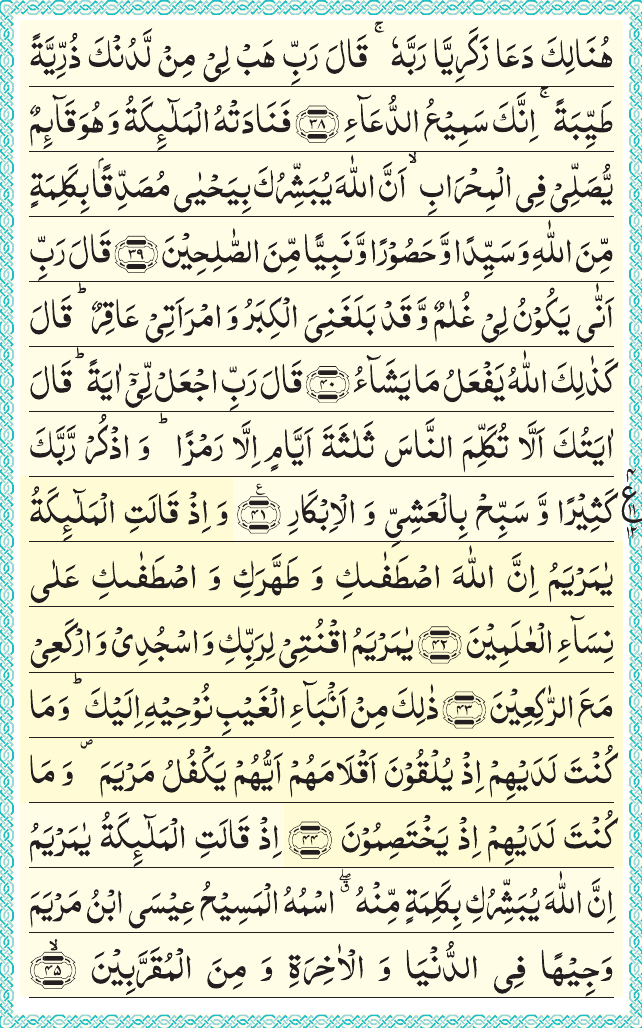 هُنَالِكَ دَعَا زَكَرِيَّا رَبَّهٗ ۚ قَالَ رَبِّ هَبْ لِىْ مِنْ لَّدُنْكَ ذُرِّيَّةً
طَيِّبَةً ۚ اِنَّكَ سَمِيْعُ الدُّعَآءِ ﴿۳۸﴾ فَنَادَتْهُ الْمَلٰٓئِكَةُ وَهُوَ قَآئِمٌ
يُّصَلِّىْ فِى الْمِحْرَابِ ۙ اَنَّ اللّٰهَ يُبَشِّرُكَ بِيَحْيٰى مُصَدِّقًۢا بِكَلِمَةٍ
مِّنَ اللّٰهِ وَسَيِّدًا وَّحَصُوْرًا وَّنَبِيًّا مِّنَ الصّٰلِحِيْنَ ﴿۳۹﴾ قَالَ رَبِّ
اَنّٰى يَكُوْنُ لِىْ غُلٰمٌ وَّقَدْ بَلَغَنِىَ الْكِبَرُ وَامْرَاَتِىْ عَاقِرٌ ؕ قَالَ
كَذٰلِكَ اللّٰهُ يَفْعَلُ مَا يَشَآءُ ﴿۴۰﴾ قَالَ رَبِّ اجْعَلْ لِّىْٓ اٰيَةً ؕ قَالَ
اٰيَتُكَ اَلَّا تُكَلِّمَ النَّاسَ ثَلٰثَةَ اَيَّامٍ اِلَّا رَمْزًا ؕ وَاذْكُرْ رَّبَّكَ
كَثِيْرًا وَّسَبِّحْ بِالْعَشِىِّ وَالْاِبْكَارِ ﴿۴۱﴾ ع وَاِذْ قَالَتِ الْمَلٰٓئِكَةُ
يٰمَرْيَمُ اِنَّ اللّٰهَ اصْطَفٰىكِ وَطَهَّرَكِ وَاصْطَفٰىكِ عَلٰى
نِسَآءِ الْعٰلَمِيْنَ ﴿۴۲﴾ يٰمَرْيَمُ اقْنُتِىْ لِرَبِّكِ وَاسْجُدِىْ وَارْكَعِىْ
مَعَ الرّٰكِعِيْنَ ﴿۴۳﴾ ذٰلِكَ مِنْ اَنْۢبَآءِ الْغَيْبِ نُوْحِيْهِ اِلَيْكَ ؕ وَمَا
كُنْتَ لَدَيْهِمْ اِذْ يُلْقُوْنَ اَقْلَامَهُمْ اَيُّهُمْ يَكْفُلُ مَرْيَمَ ۪ وَمَا
كُنْتَ لَدَيْهِمْ اِذْ يَخْتَصِمُوْنَ ﴿۴۴﴾ اِذْ قَالَتِ الْمَلٰٓئِكَةُ يٰمَرْيَمُ
اِنَّ اللّٰهَ يُبَشِّرُكِ بِكَلِمَةٍ مِّنْهُ ۖ اسْمُهُ الْمَسِيْحُ عِيْسَى ابْنُ مَرْيَمَ
وَجِيْهًا فِى الدُّنْيَا وَالْاٰخِرَةِ وَمِنَ الْمُقَرَّبِيْنَ ﴿۴۵﴾ ۙ